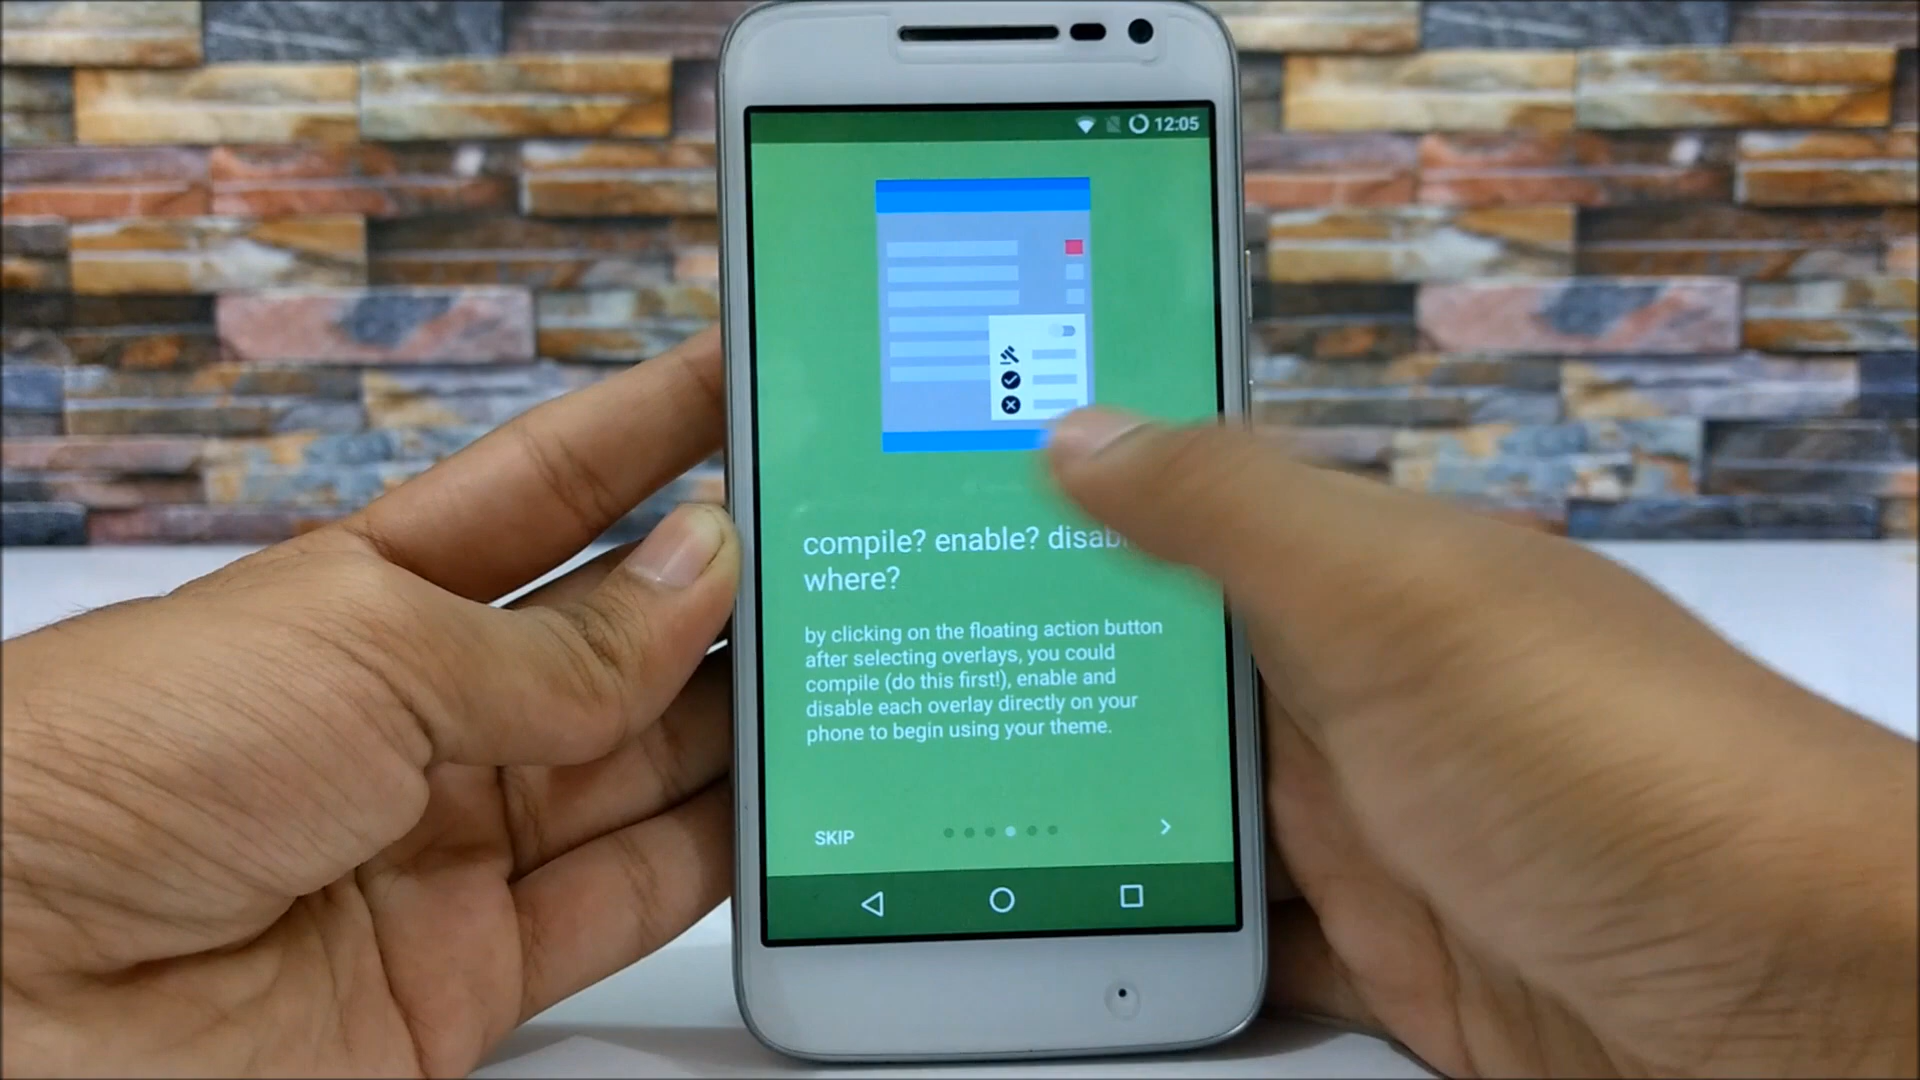 12:05
compile? enable? disab
where?
by clicking on the floating action button
after selecting overlays, you could
compile (do this first!), enable and
disable each overlay directly on your
phone to begin using your theme.
SKIP